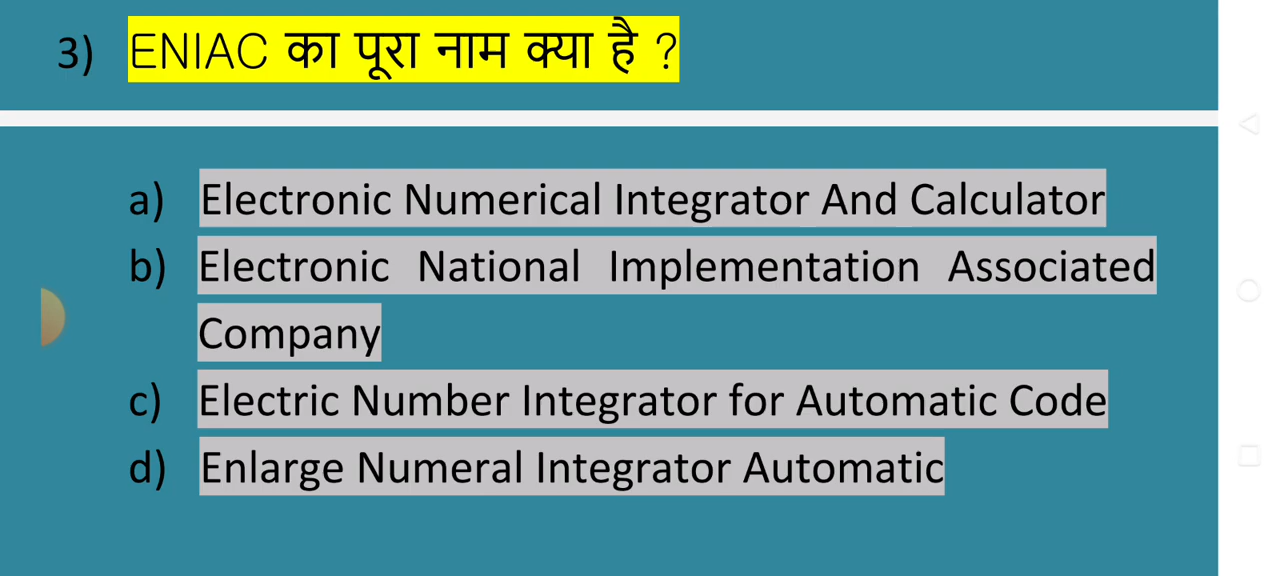 3) ENIAC का पूरा नाम क्या है ?
a) Electronic Numerical Integrator And Calculator
b) Electronic National Implementation Associated
Company
c) Electric Number Integrator for Automatic Code
d) Enlarge Numeral Integrator Automatic